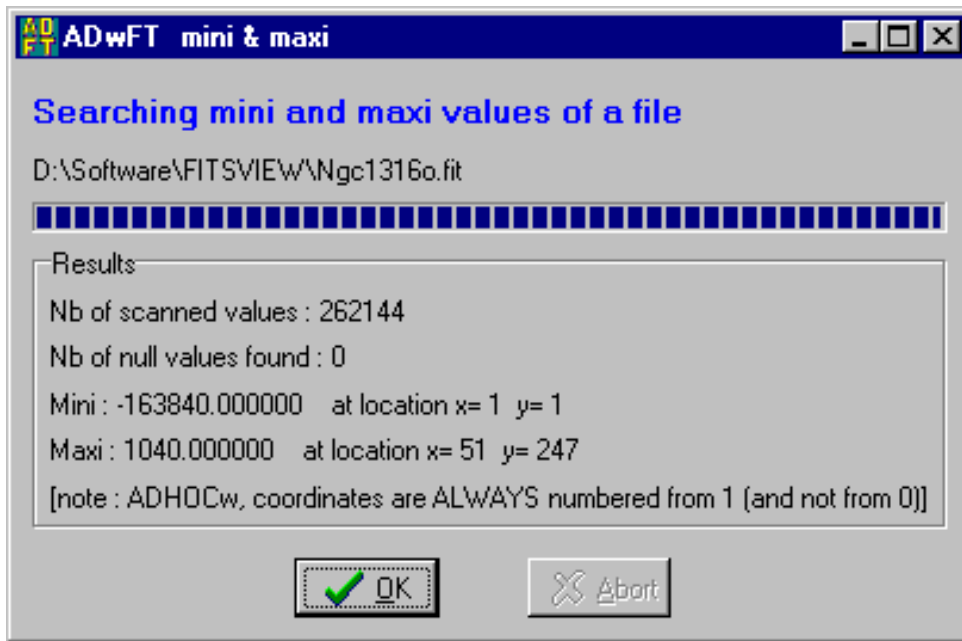 AD
FT
ADwFT mini & maxi
Searching mini and maxi values of a file
D:\Software\FITSVIEW\Ngc1316o.fit
Results
Nb of scanned values : 262144
Nb of null values found : 0
Mini : -163840.000000 at location x= 1 y= 1
Maxi : 1040.000000 at location x= 51 y= 247
[note : ADHOCw, coordinates are ALWAYS numbered from 1 (and not from 0)]
OK
Abort